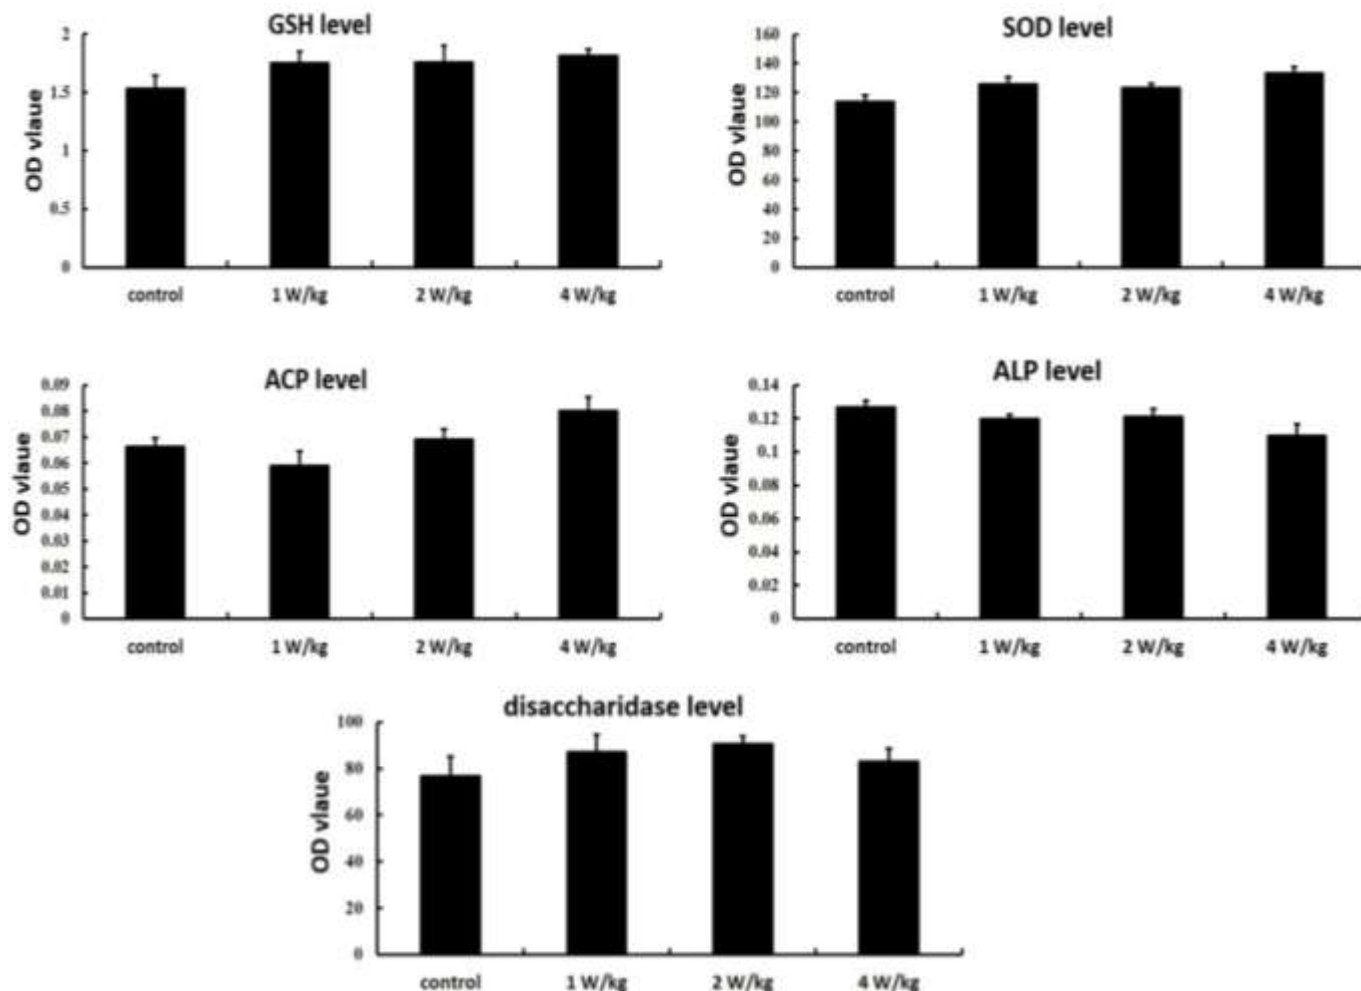 GSH level
OD vlaue
2
1.5
1
0.5
0
control 1 W/kg 2 W/kg 4 W/kg
SOD level
OD vlaue
160
140
120
100
80
60
40
20
0
control 1 W/kg 2 W/kg 4 W/kg
ACP level
OD vlaue
0.09
0.08
0.07
0.06
0.05
0.04
0.03
0.02
0.01
0
control 1 W/kg 2 W/kg 4 W/kg
ALP level
OD vlaue
0.14
0.12
0.1
0.08
0.06
0.04
0.02
0
control 1 W/kg 2 W/kg 4 W/kg
disaccharidase level
OD vlaue
100
80
60
40
20
0
control 1 W/kg 2 W/kg 4 W/kg